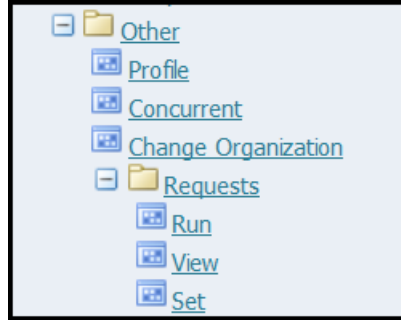 Other
Profile
Concurrent
Change Organization
Requests
Run
View
Set